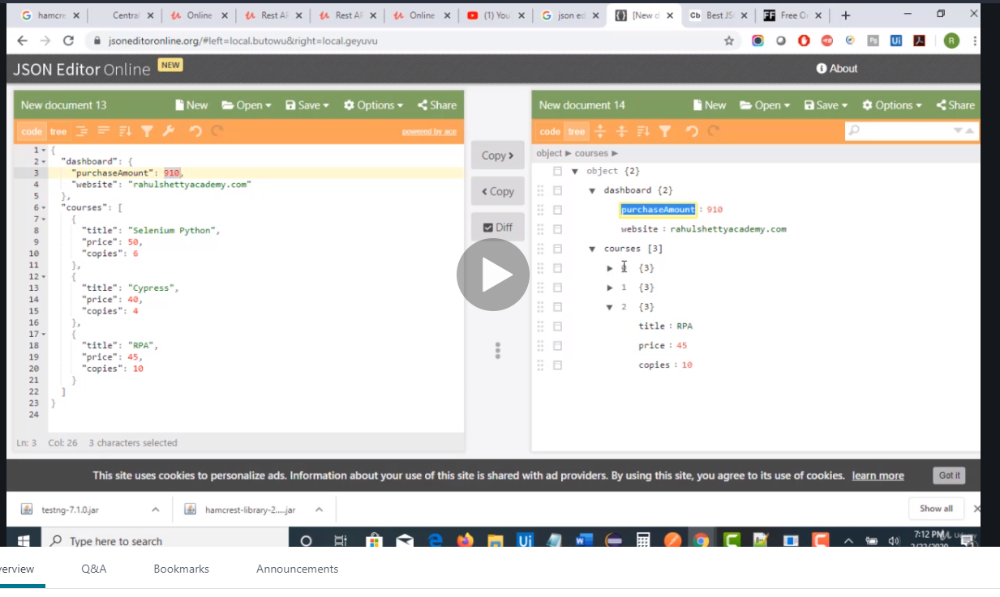 hamcre Central Online Rest AF Rest AF Online (1) You json ed [New d Best JS Free O
jsoneditoronline.org/#left=local.butowu&right=local.geyuvu
JSON Editor Online NEW About
New document 13 New Open Save Options Share
code tree powered by ace
1 {
2 "dashboard": {
3 "purchaseAmount": 910,
4 "website": "rahulshettyacademy.com"
5 },
6 "courses": [
7 {
8 "title": "Selenium Python",
9 "price": 50,
10 "copies": 6
11 },
12 {
13 "title": "Cypress",
14 "price": 40,
15 "copies": 4
16 },
17 {
18 "title": "RPA",
19 "price": 45,
20 "copies": 10
21 }
22 ]
23 }
24
Ln: 3 Col: 26 3 characters selected
Copy
Copy
Diff
New document 14 New Open Save Options Share
code tree
object ► courses ►
object {2}
dashboard {2}
purchaseAmount : 910
website : rahulshettyacademy.com
courses [3]
0 {3}
1 {3}
2 {3}
title : RPA
price : 45
copies : 10
This site uses cookies to personalize ads. Information about your use of this site is shared with ad providers. By using this site, you agree to its use of cookies. learn more Got it
testng-7.1.0.jar hamcrest-library-2....jar Show all
Type here to search 7:12 PM
erview Q&A Bookmarks Announcements